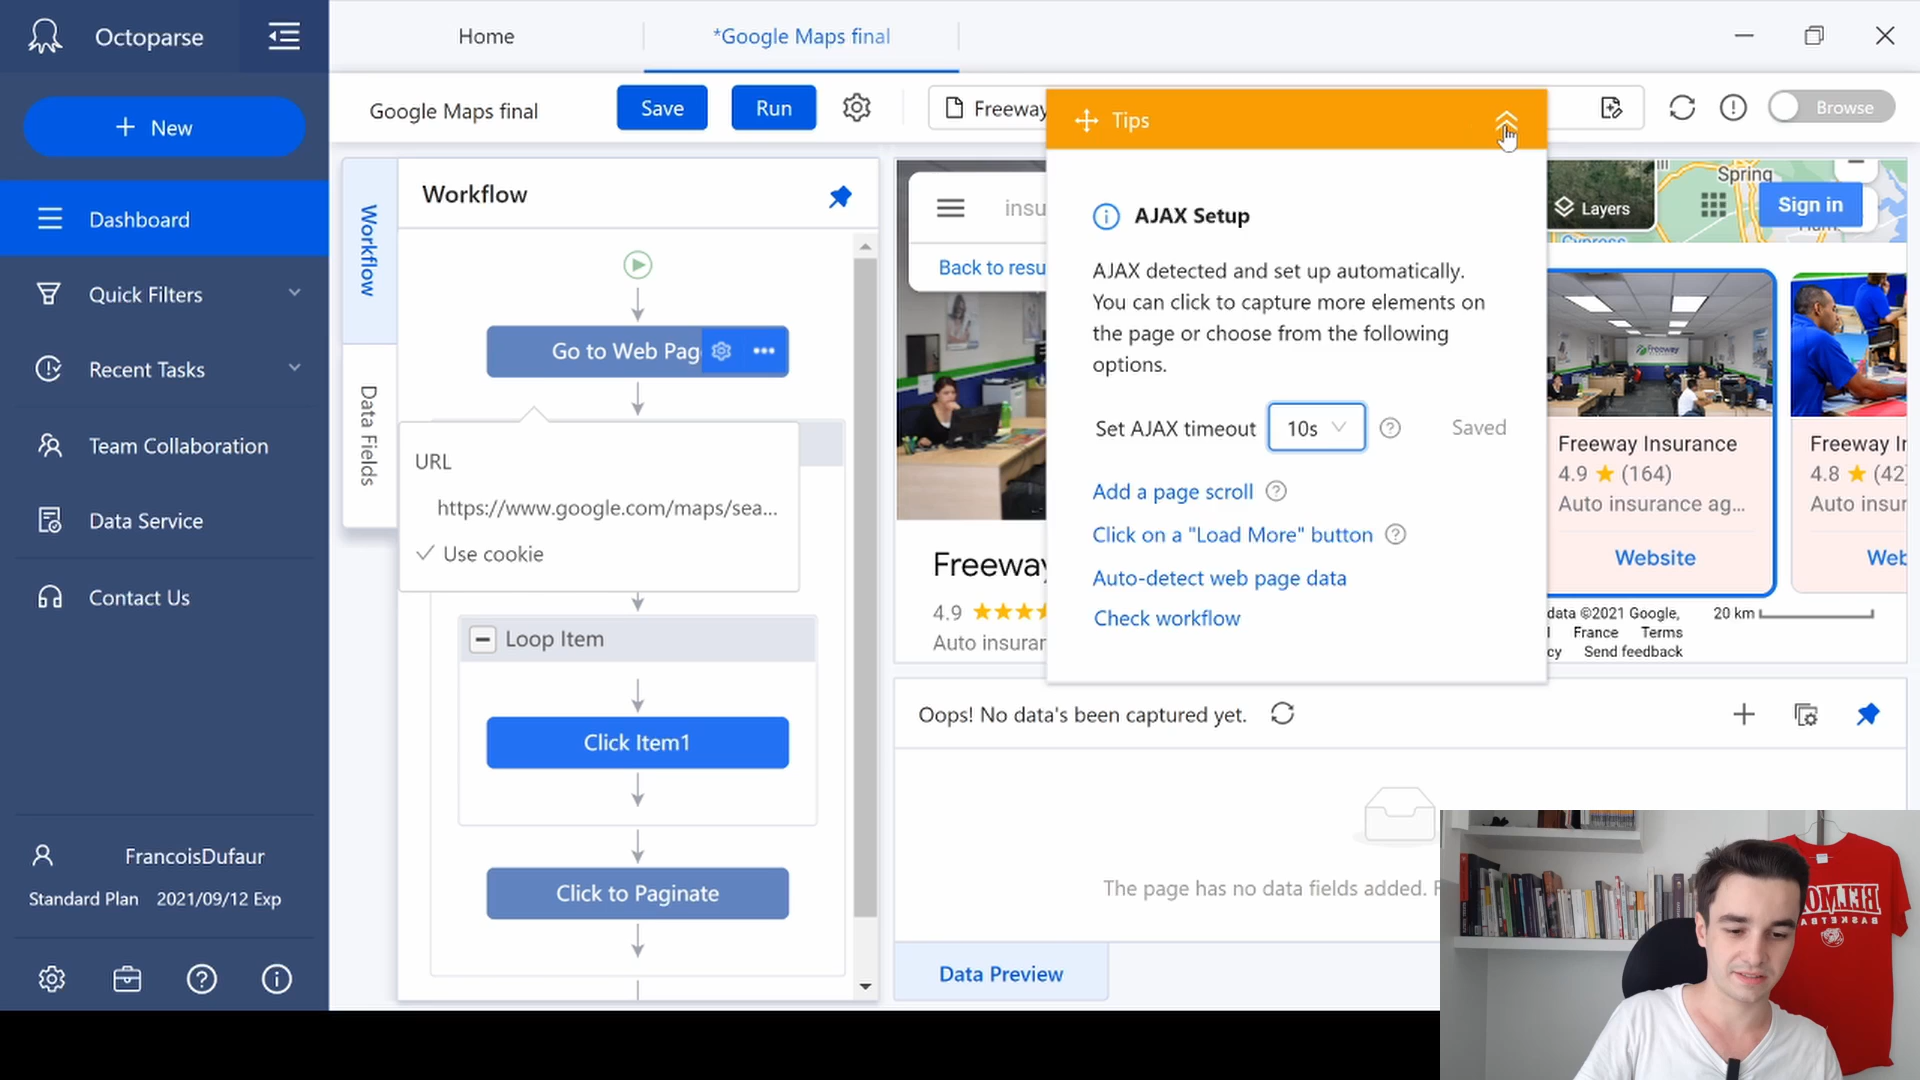 Octoparse
Home
*Google Maps final
New
Google Maps final
Save
Run
Freeway
Tips
Browse
Dashboard
Quick Filters
Recent Tasks
Team Collaboration
Data Service
Contact Us
FrancoisDufaur
Standard Plan 2021/09/12 Exp
Workflow
Data Fields
Workflow
Go to Web Pag
URL
https://www.google.com/maps/sea...
Use cookie
Loop Item
Click Item1
Click to Paginate
insu
Back to resu
Freeway
4.9
Auto insuran
AJAX Setup
AJAX detected and set up automatically.
You can click to capture more elements on
the page or choose from the following
options.
Set AJAX timeout 10s Saved
Add a page scroll
Click on a "Load More" button
Auto-detect web page data
Check workflow
Spring
Layers
Sign in
Cypress
Freeway
Freeway Insurance
4.9 (164)
Auto insurance ag...
Website
Freeway In
4.8 (42
Auto insur
Web
data ©2021 Google,
20 km
France Terms
cy Send feedback
Oops! No data's been captured yet.
The page has no data fields added.
Data Preview
BELMONT
BASKETBA